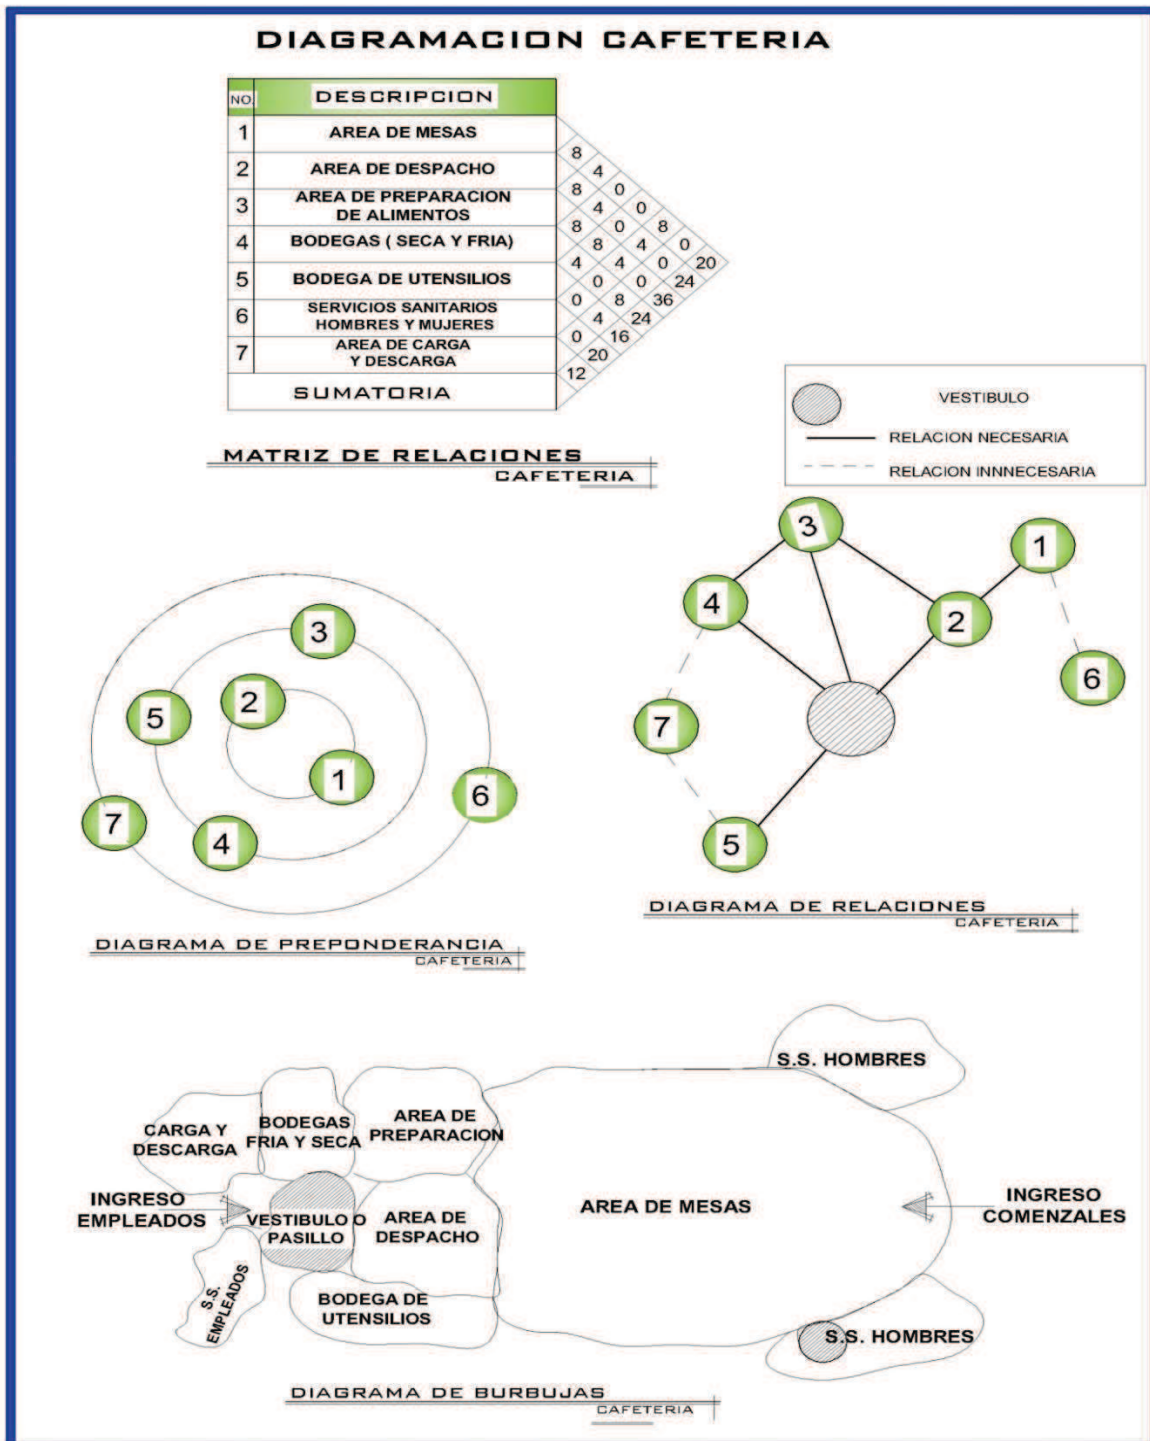 DIAGRAMACION CAFETERIA
NO. DESCRIPCION
1 AREA DE MESAS
2 AREA DE DESPACHO
3 AREA DE PREPARACION
DE ALIMENTOS
4 BODEGAS ( SECA Y FRIA)
5 BODEGA DE UTENSILIOS
6 SERVICIOS SANITARIOS
HOMBRES Y MUJERES
7 AREA DE CARGA
Y DESCARGA
SUMATORIA
8
4
8 0
4 0
8 0 8
8 4 0
4 4 0 20
0 0 24
0 8 36
4 24
0 16
20
12
MATRIZ DE RELACIONES
CAFETERIA
VESTIBULO
RELACION NECESARIA
RELACION INNNECESARIA
3
5
2
1
7
4
6
DIAGRAMA DE PREPONDERANCIA
CAFETERIA
3
1
4
2
6
7
5
DIAGRAMA DE RELACIONES
CAFETERIA
S.S. HOMBRES
CARGA Y
DESCARGA
BODEGAS
FRIA Y SECA
AREA DE
PREPARACION
INGRESO
EMPLEADOS
VESTIBULO O
PASILLO
AREA DE
DESPACHO
AREA DE MESAS
INGRESO
COMENZALES
S.S.
EMPLEADOS
BODEGA DE
UTENSILIOS
S.S. HOMBRES
DIAGRAMA DE BURBUJAS
CAFETERIA